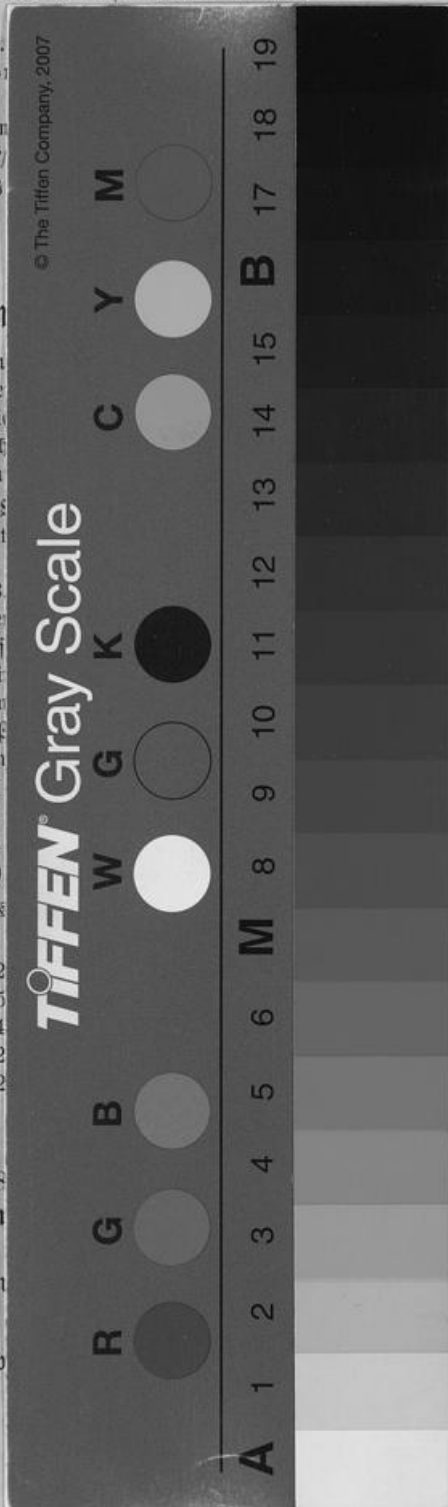 © The Tiffen Company, 2007
TIFFEN® Gray Scale
R G B W G K C Y M
A 1 2 3 4 5 6 M 8 9 10 11 12 13 14 15 B 17 18 19